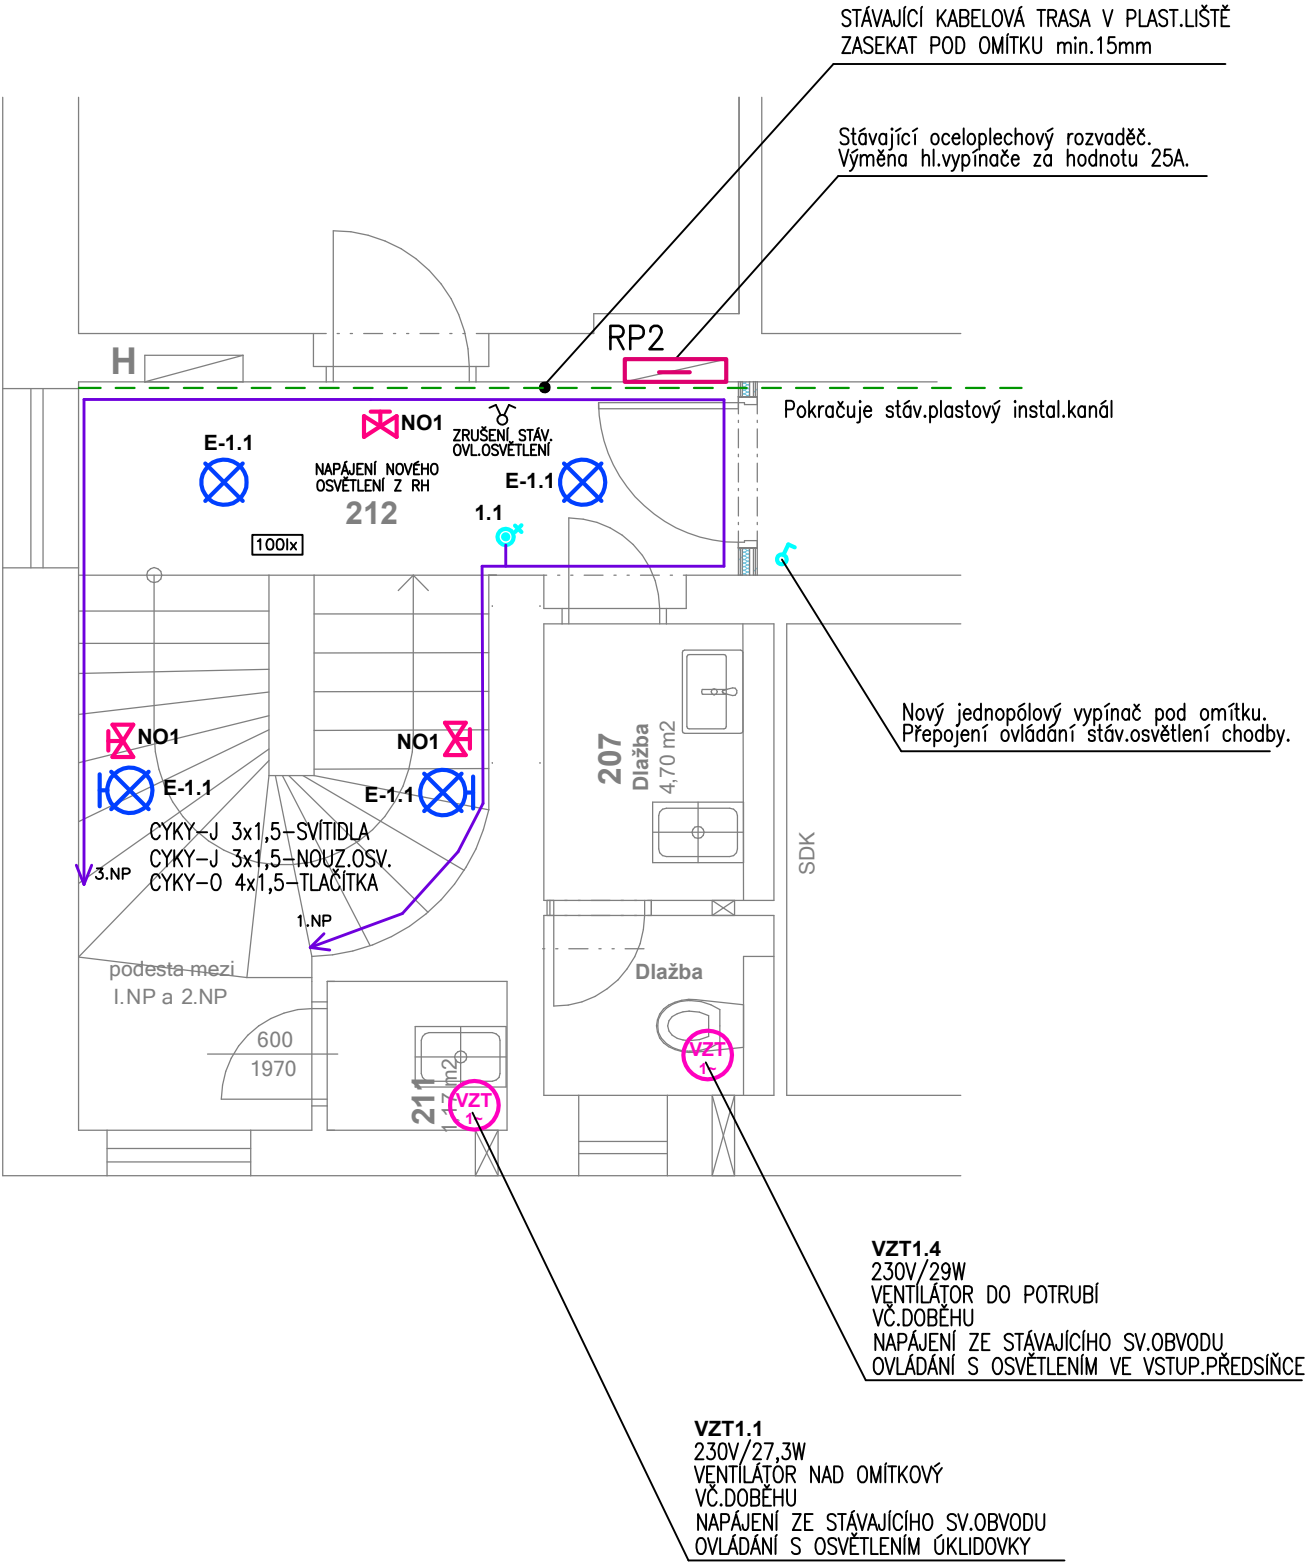 STÁVAJÍCÍ KABELOVÁ TRASA V PLAST.LIŠTĚ
ZASEKAT POD OMÍTKU min.15mm
Stávající oceloplechový rozvaděč.
Výměna hl.vypínače za hodnotu 25A.
RP2
H
Pokračuje stáv.plastový instal.kanál
NO1
ZRUŠENÍ STÁV.
OVL.OSVĚTLENÍ
E-1.1
NAPÁJENÍ NOVÉHO
OSVĚTLENÍ Z RH
E-1.1
212
1.1
100lx
Nový jednopólový vypínač pod omítku.
Přepojení ovládání stáv.osvětlení chodby.
NO1
NO1
207
Dlažba
4,70 m2
E-1.1
E-1.1
CYKY-J 3x1,5-SVÍTIDLA
CYKY-J 3x1,5-NOUZ.OSV.
CYKY-O 4x1,5-TLAČÍTKA
SDK
3.NP
1.NP
podesta mezi
I.NP a 2.NP
Dlažba
600
1970
VZT
1~
211
m2
VZT
1~
VZT1.4
230V/29W
VENTILÁTOR DO POTRUBÍ
VČ.DOBĚHU
NAPÁJENÍ ZE STÁVAJÍCÍHO SV.OBVODU
OVLÁDÁNÍ S OSVĚTLENÍM VE VSTUP.PŘEDSÍŇCE
VZT1.1
230V/27,3W
VENTILÁTOR NAD OMÍTKOVÝ
VČ.DOBĚHU
NAPÁJENÍ ZE STÁVAJÍCÍHO SV.OBVODU
OVLÁDÁNÍ S OSVĚTLENÍM ÚKLIDOVKY